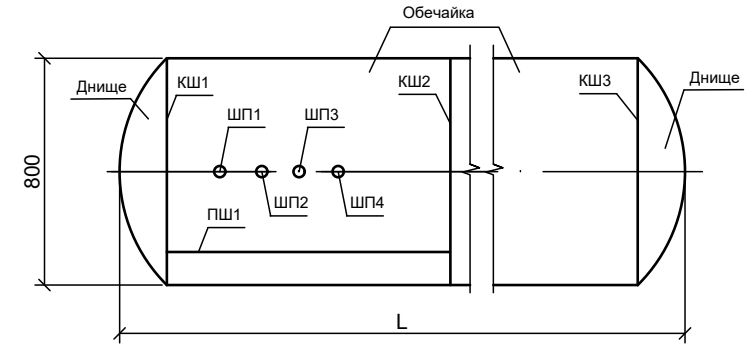 Обечайка
Днище
КШ1
КШ2
КШ3
Днище
ШП1
ШП3
ШП2
ШП4
ПШ1
800
L